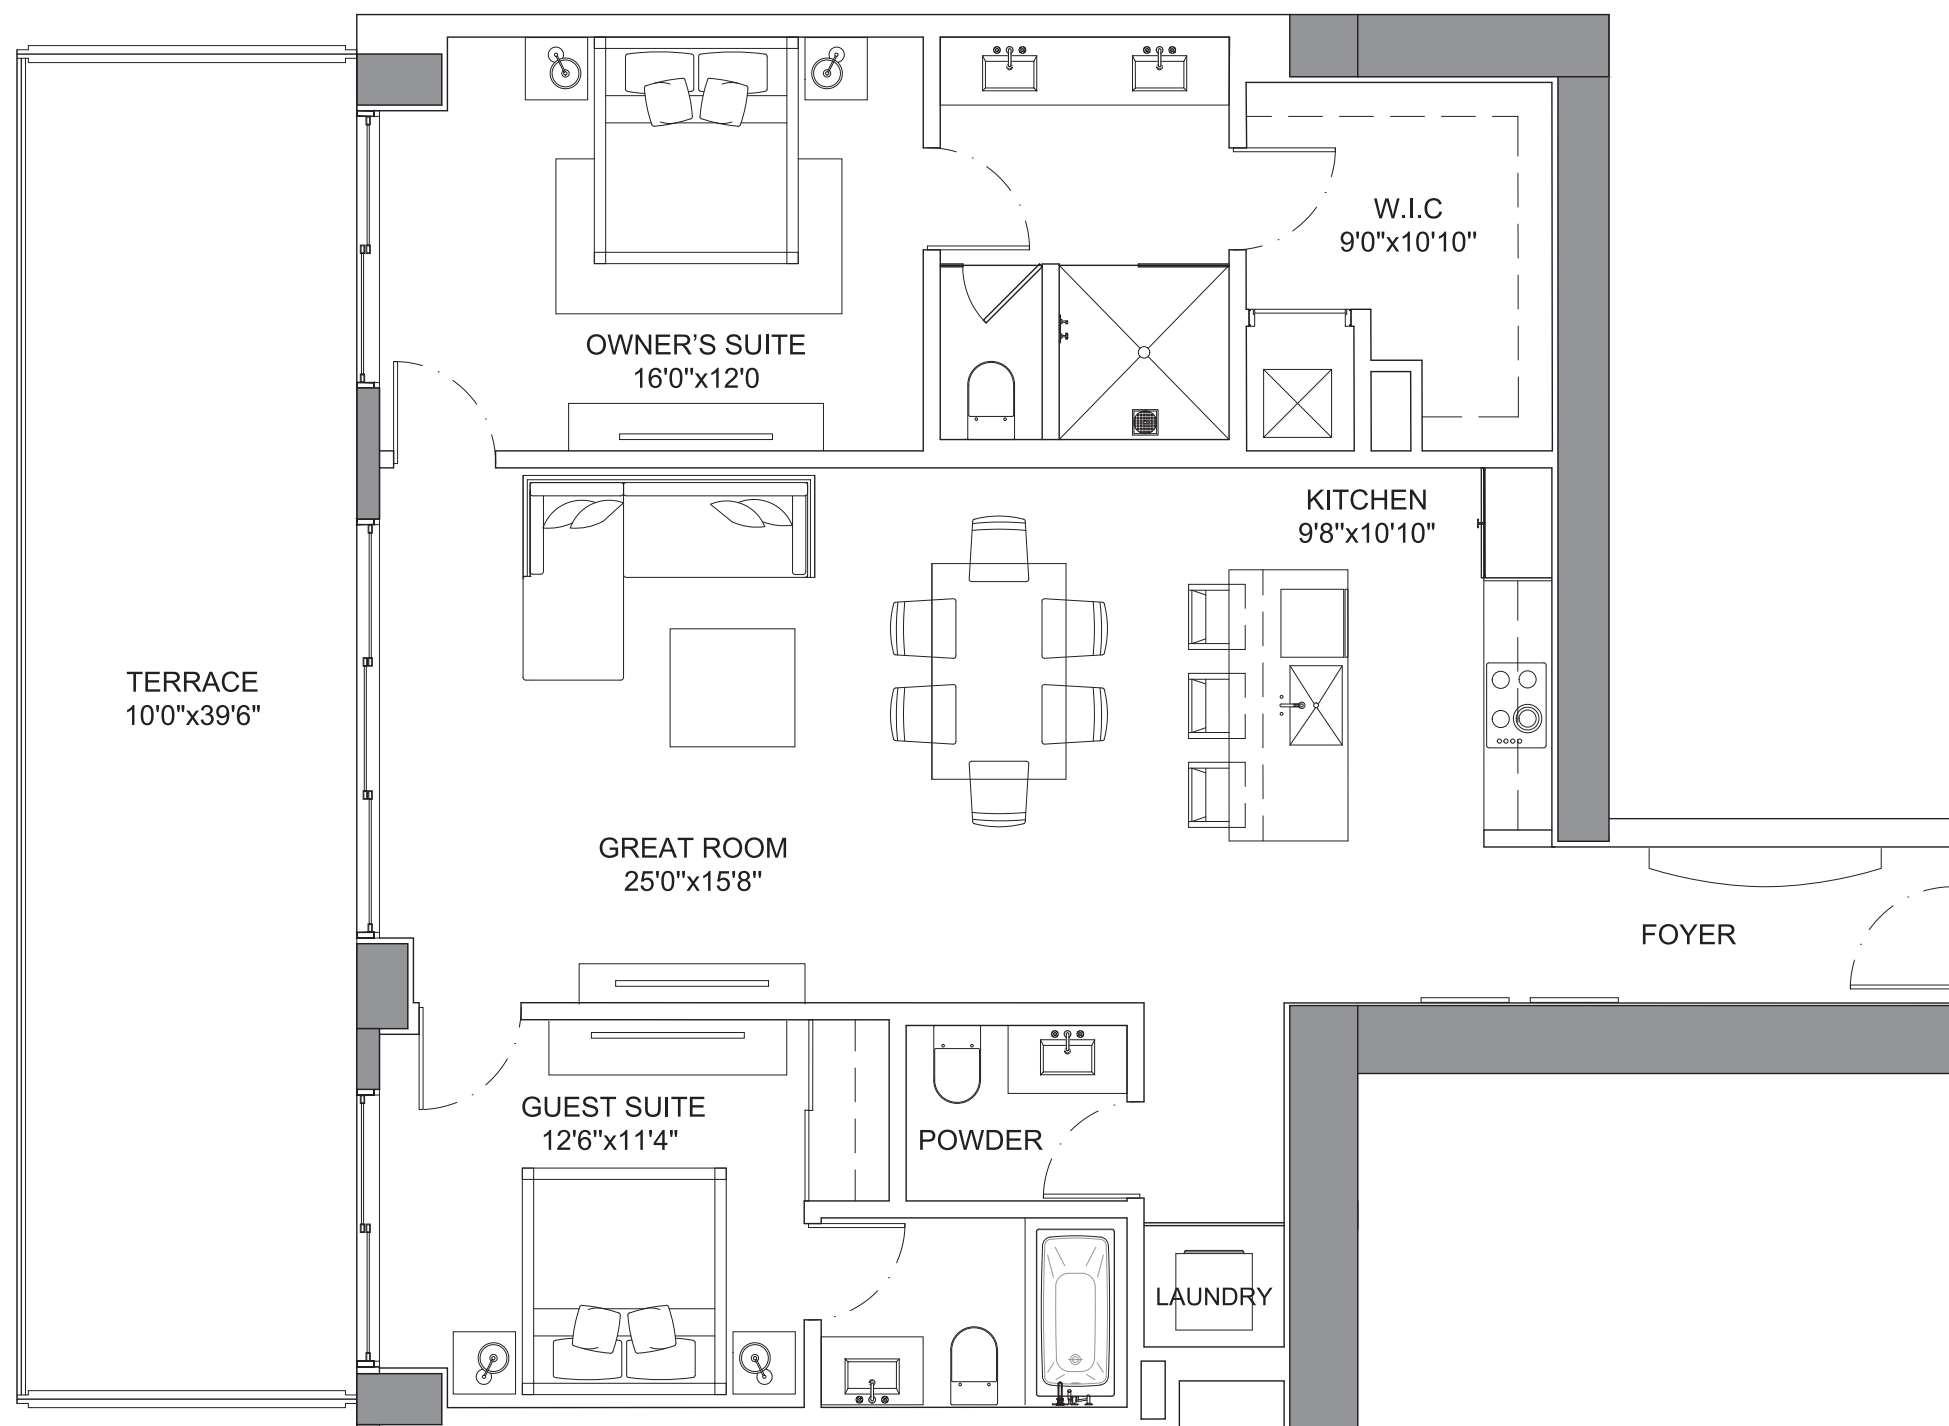 W.I.C
9'0"x10'10"
OWNER'S SUITE
16'0"x12'0
KITCHEN
9'8"x10'10"
TERRACE
10'0"x39'6"
GREAT ROOM
25'0"x15'8"
FOYER
GUEST SUITE
12'6"x11'4"
POWDER
LAUNDRY